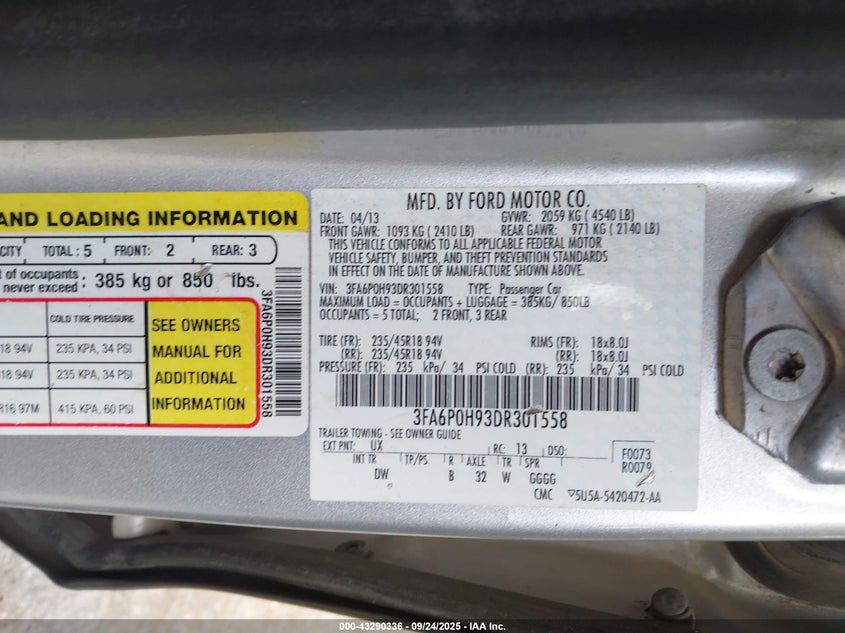 AND LOADING INFORMATION
CITY TOTAL : 5 FRONT: 2 REAR: 3
t of occupants
never exceed : 385 kg or 850 lbs.
COLD TIRE PRESSURE
18 94V 235 KPA, 34 PSI
18 94V 235 KPA, 34 PSI
R16 97M 415 KPA, 60 PSI
SEE OWNERS
MANUAL FOR
ADDITIONAL
INFORMATION
3FA6P0H93DR301558
MFD. BY FORD MOTOR CO.
DATE: 04/13 GVWR: 2059 KG ( 4540 LB)
FRONT GAWR: 1093 KG ( 2410 LB) REAR GAWR: 971 KG ( 2140 LB)
THIS VEHICLE CONFORMS TO ALL APPLICABLE FEDERAL MOTOR
VEHICLE SAFETY, BUMPER, AND THEFT PREVENTION STANDARDS
IN EFFECT ON THE DATE OF MANUFACTURE SHOWN ABOVE.
VIN: 3FA6P0H93DR301558 TYPE: Passenger Car
MAXIMUM LOAD = OCCUPANTS + LUGGAGE = 385KG/ 850LB
OCCUPANTS = 5 TOTAL; 2 FRONT, 3 REAR
TIRE (FR): 235/45R18 94V RIMS (FR): 18x8.0J
(RR): 235/45R18 94V (RR): 18x8.0J
PRESSURE (FR): 235 kPa/ 34 PSI COLD (RR): 235 kPa/ 34 PSI COLD
3FA6P0H93DR301558
TRAILER TOWING - SEE OWNER GUIDE
EXT PNT: UX RC: 13 DSO: F0073
R0079
INT TR TP/PS R AXLE TR SPR
DW B 32 W GGGG
CMC ▽5U5A-5420472-AA
000-43290336 - 09/24/2025 - IAA Inc.